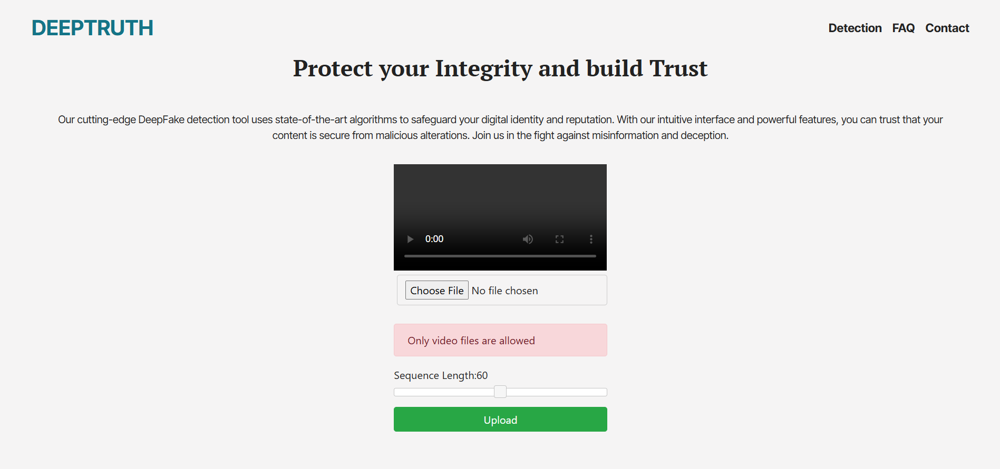 DEEPTRUTH
Detection FAQ Contact
Protect your Integrity and build Trust
Our cutting-edge DeepFake detection tool uses state-of-the-art algorithms to safeguard your digital identity and reputation. With our intuitive interface and powerful features, you can trust that your
content is secure from malicious alterations. Join us in the fight against misinformation and deception.
0:00
Choose File No file chosen
Only video files are allowed
Sequence Length:60
Upload